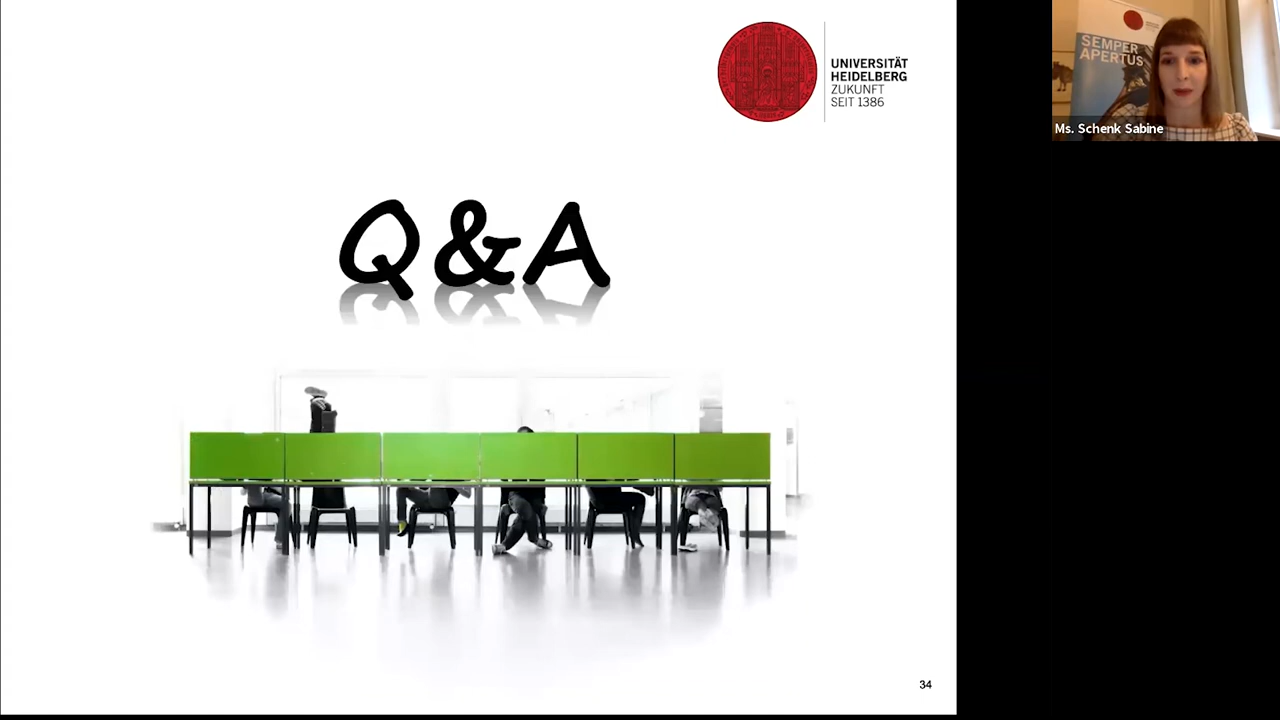 UNIVERSITÄT
HEIDELBERG
ZUKUNFT
SEIT 1386
SEMPER
APERTUS
Ms. Schenk Sabine
Q & A
34